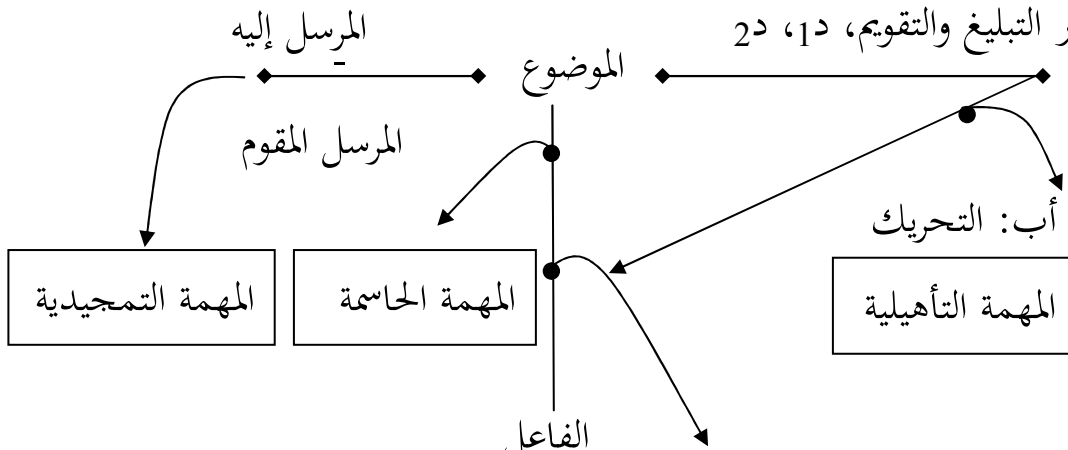 ر التبليغ والتقويم، د1، د2
المرسل إليه
الموضوع
المرسل المقوم
أب: التحريك
المهمة التأهيلية
المهمة الحاسمة
المهمة التمجيدية
الفاعل